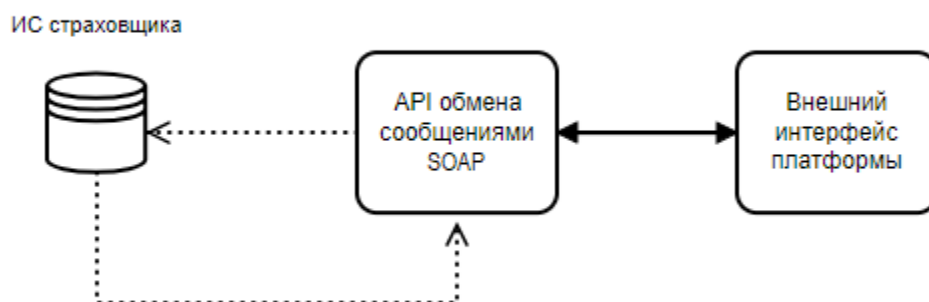 ИС страховщика
API обмена
сообщениями
SOAP
Внешний
интерфейс
платформы